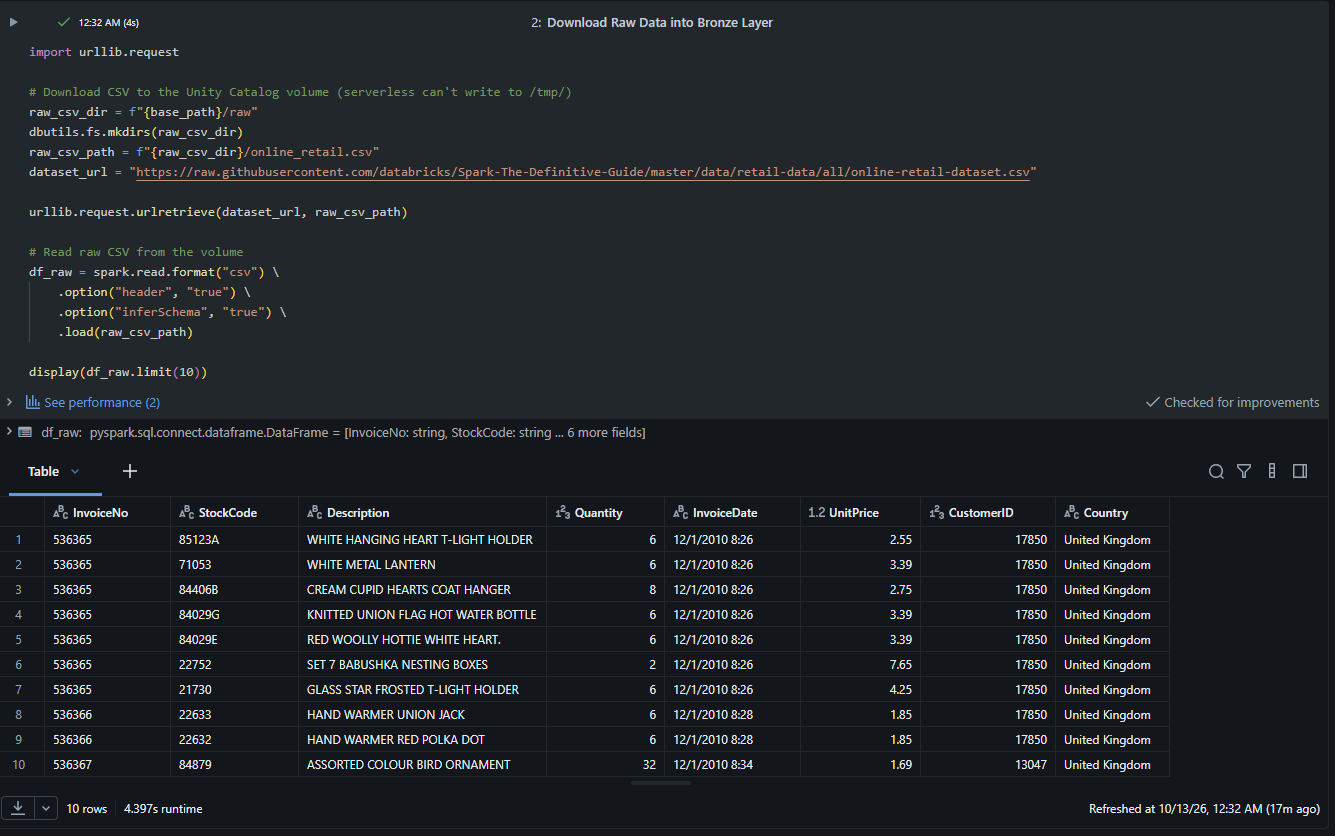 12:32 AM (4s)
2: Download Raw Data into Bronze Layer
import urllib.request
# Download CSV to the Unity Catalog volume (serverless can't write to /tmp/)
raw_csv_dir = f"{base_path}/raw"
dbutils.fs.mkdirs(raw_csv_dir)
raw_csv_path = f"{raw_csv_dir}/online_retail.csv"
dataset_url = "https://raw.githubusercontent.com/databricks/Spark-The-Definitive-Guide/master/data/retail-data/all/online-retail-dataset.csv"
urllib.request.urlretrieve(dataset_url, raw_csv_path)
# Read raw CSV from the volume
df_raw = spark.read.format("csv") \
.option("header", "true") \
.option("inferSchema", "true") \
.load(raw_csv_path)
display(df_raw.limit(10))
See performance (2)
Checked for improvements
df_raw: pyspark.sql.connect.dataframe.DataFrame = [InvoiceNo: string, StockCode: string ... 6 more fields]
Table
ABC InvoiceNo ABC StockCode ABC Description 123 Quantity ABC InvoiceDate 1.2 UnitPrice 123 CustomerID ABC Country
1 536365 85123A WHITE HANGING HEART T-LIGHT HOLDER 6 12/1/2010 8:26 2.55 17850 United Kingdom
2 536365 71053 WHITE METAL LANTERN 6 12/1/2010 8:26 3.39 17850 United Kingdom
3 536365 84406B CREAM CUPID HEARTS COAT HANGER 8 12/1/2010 8:26 2.75 17850 United Kingdom
4 536365 84029G KNITTED UNION FLAG HOT WATER BOTTLE 6 12/1/2010 8:26 3.39 17850 United Kingdom
5 536365 84029E RED WOOLLY HOTTIE WHITE HEART. 6 12/1/2010 8:26 3.39 17850 United Kingdom
6 536365 22752 SET 7 BABUSHKA NESTING BOXES 2 12/1/2010 8:26 7.65 17850 United Kingdom
7 536365 21730 GLASS STAR FROSTED T-LIGHT HOLDER 6 12/1/2010 8:26 4.25 17850 United Kingdom
8 536366 22633 HAND WARMER UNION JACK 6 12/1/2010 8:28 1.85 17850 United Kingdom
9 536366 22632 HAND WARMER RED POLKA DOT 6 12/1/2010 8:28 1.85 17850 United Kingdom
10 536367 84879 ASSORTED COLOUR BIRD ORNAMENT 32 12/1/2010 8:34 1.69 13047 United Kingdom
10 rows 4.397s runtime
Refreshed at 10/13/26, 12:32 AM (17m ago)